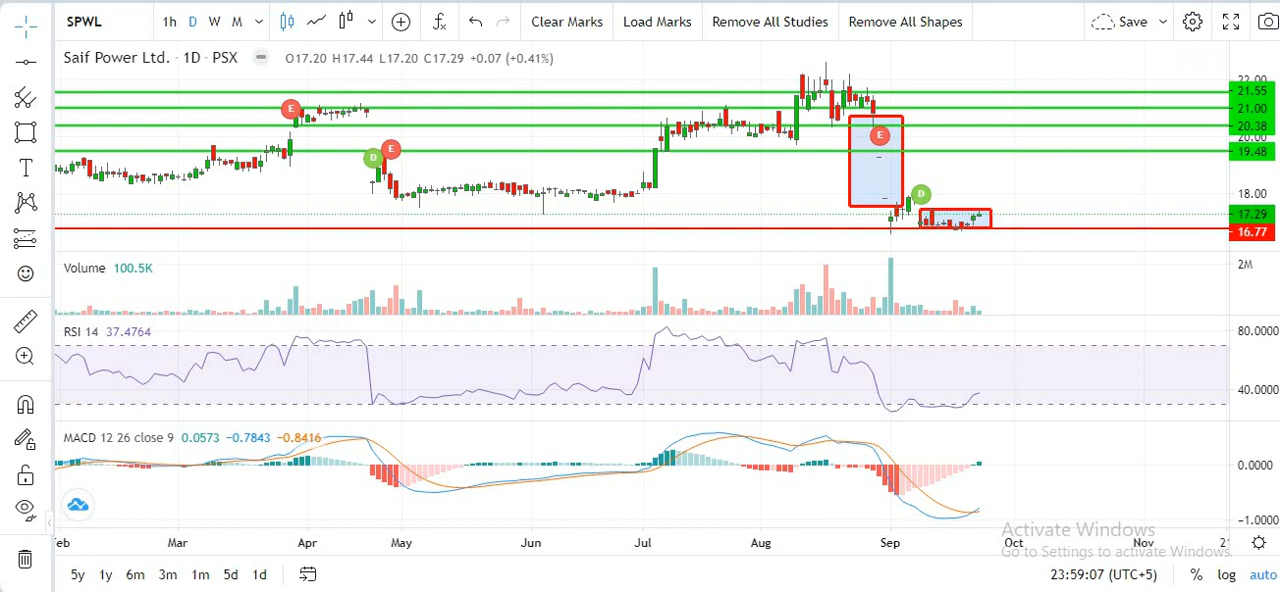 SPWL 1h D W M Clear Marks Load Marks Remove All Studies Remove All Shapes Save
Saif Power Ltd. · 1D · PSX O17.20 H17.44 L17.20 C17.29 +0.07 (+0.41%)
22.00
21.55
21.00
20.38
20.00
19.48
18.00
17.29
16.77
E
D
E
E
D
Volume 100.5K
2M
RSI 14 37.4764
80.0000
40.0000
MACD 12 26 close 9 0.0573 −0.7843 −0.8416
0.0000
−1.0000
eb Mar Apr May Jun Jul Aug Sep Oct Nov
Activate Windows
Go to Settings to activate Windows.
5y 1y 6m 3m 1m 5d 1d 23:59:07 (UTC+5) % log auto